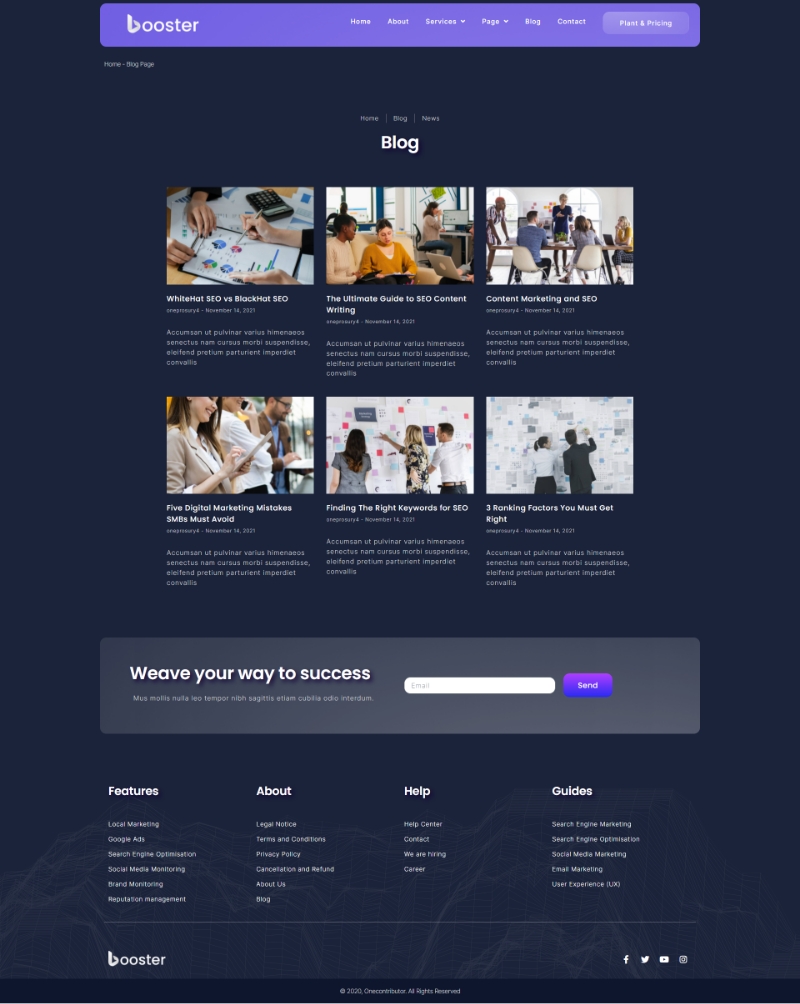 booster
Home About Services Page Blog Contact Plant & Pricing
Home - Blog Page
Home Blog News
Blog
WhiteHat SEO vs BlackHat SEO
oneprosury4 - November 14, 2021
Accumsan ut pulvinar varius himenaeos
senectus nam cursus morbi suspendisse,
eleifend pretium parturient imperdiet
convallis
The Ultimate Guide to SEO Content
Writing
oneprosury4 - November 14, 2021
Accumsan ut pulvinar varius himenaeos
senectus nam cursus morbi suspendisse,
eleifend pretium parturient imperdiet
convallis
Content Marketing and SEO
oneprosury4 - November 14, 2021
Accumsan ut pulvinar varius himenaeos
senectus nam cursus morbi suspendisse,
eleifend pretium parturient imperdiet
convallis
Five Digital Marketing Mistakes
SMBs Must Avoid
oneprosury4 - November 14, 2021
Accumsan ut pulvinar varius himenaeos
senectus nam cursus morbi suspendisse,
eleifend pretium parturient imperdiet
convallis
Finding The Right Keywords for SEO
oneprosury4 - November 14, 2021
Accumsan ut pulvinar varius himenaeos
senectus nam cursus morbi suspendisse,
eleifend pretium parturient imperdiet
convallis
3 Ranking Factors You Must Get
Right
oneprosury4 - November 14, 2021
Accumsan ut pulvinar varius himenaeos
senectus nam cursus morbi suspendisse,
eleifend pretium parturient imperdiet
convallis
Weave your way to success
Mus mollis nulla leo tempor nibh sagittis etiam cubilia odio interdum.
Email
Send
Features
Local Marketing
Google Ads
Search Engine Optimisation
Social Media Monitoring
Brand Monitoring
Reputation management
About
Legal Notice
Terms and Conditions
Privacy Policy
Cancellation and Refund
About Us
Blog
Help
Help Center
Contact
We are hiring
Career
Guides
Search Engine Marketing
Search Engine Optimisation
Social Media Marketing
Email Marketing
User Experience (UX)
booster
© 2020, Onecontributor. All Rights Reserved